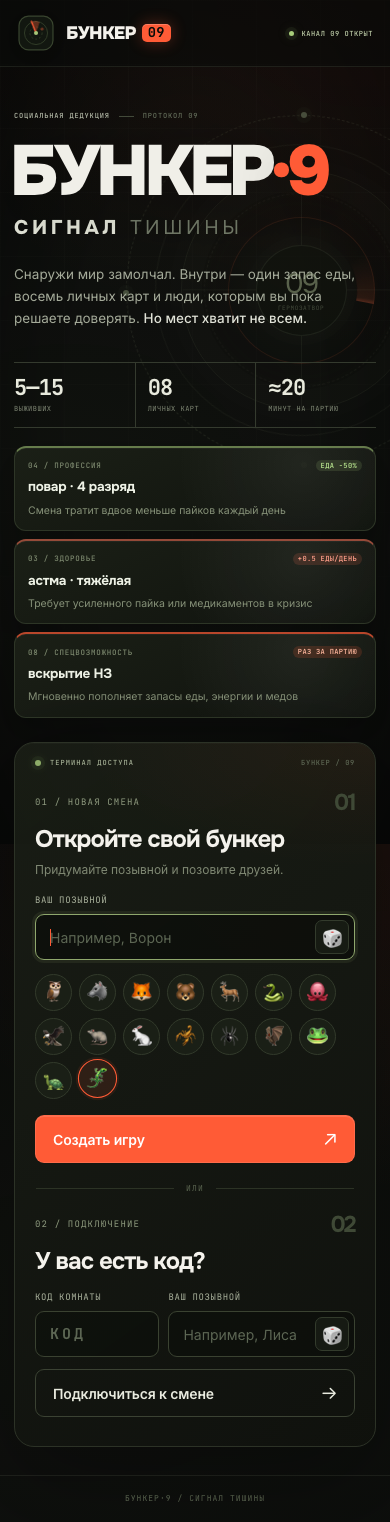 БУНКЕР 09
КАНАЛ 09 ОТКРЫТ
СОЦИАЛЬНАЯ ДЕДУКЦИЯ — ПРОТОКОЛ 09
БУНКЕР·9
СИГНАЛ ТИШИНЫ
Снаружи мир замолчал. Внутри — один запас еды,
восемь личных карт и люди, которым вы пока
решаете доверять. Но мест хватит не всем.
09
ГЕРМОЗАТВОР
5—15
ВЫЖИВШИХ
08
ЛИЧНЫХ КАРТ
≈20
МИНУТ НА ПАРТИЮ
04 / ПРОФЕССИЯ
ЕДА -50%
повар · 4 разряд
Смена тратит вдвое меньше пайков каждый день
03 / ЗДОРОВЬЕ
+0.5 ЕДЫ/ДЕНЬ
астма · тяжёлая
Требует усиленного пайка или медикаментов в кризис
08 / СПЕЦВОЗМОЖНОСТЬ
РАЗ ЗА ПАРТИЮ
вскрытие НЗ
Мгновенно пополняет запасы еды, энергии и медов
ТЕРМИНАЛ ДОСТУПА
БУНКЕР / 09
01 / НОВАЯ СМЕНА
01
Откройте свой бункер
Придумайте позывной и позовите друзей.
ВАШ ПОЗЫВНОЙ
Например, Ворон
Создать игру
ИЛИ
02 / ПОДКЛЮЧЕНИЕ
02
У вас есть код?
КОД КОМНАТЫ
ВАШ ПОЗЫВНОЙ
КОД
Например, Лиса
Подключиться к смене
БУНКЕР·9 / СИГНАЛ ТИШИНЫ